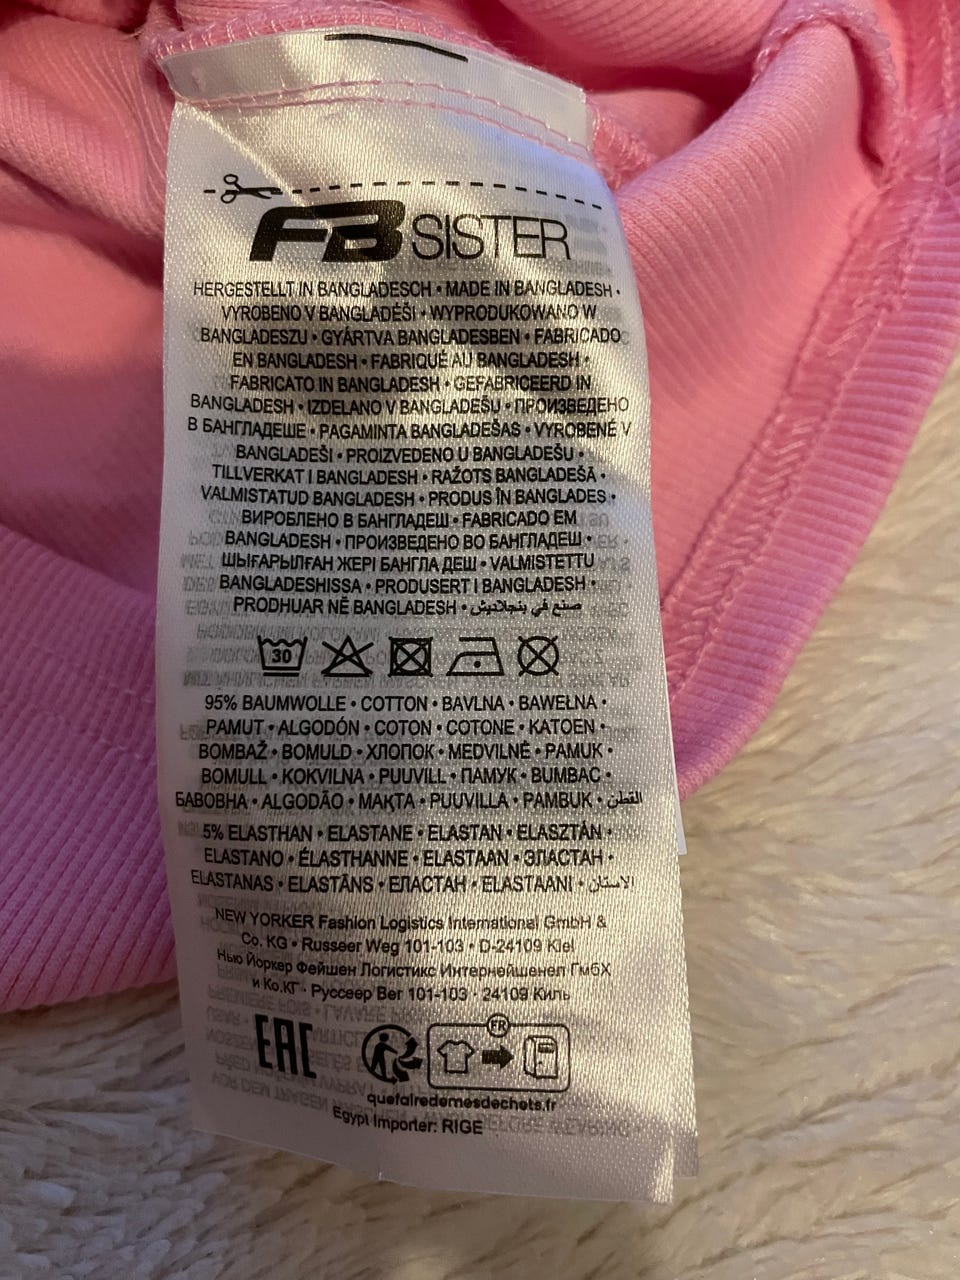 FB SISTER
HERGESTELLT IN BANGLADESCH • MADE IN BANGLADESH •
VYROBENO V BANGLADÉŠI • WYPRODUKOWANO W
BANGLADESZU • GYÁRTVA BANGLADESBEN • FABRICADO
EN BANGLADESH • FABRIQUÉ AU BANGLADESH •
FABRICATO IN BANGLADESH • GEFABRICEERD IN
BANGLADESH • IZDELANO V BANGLADEŠU • ПРОИЗВЕДЕНО
В БАНГЛАДЕШЕ • PAGAMINTA BANGLADEŠAS • VYROBENÉ V
BANGLADEŠI • PROIZVEDENO U BANGLADEŠU •
TILLVERKAT I BANGLADESH • RAŽOTS BANGLADEŠĀ •
VALMISTATUD BANGLADESH • PRODUS ÎN BANGLADES •
ВИРОБЛЕНО В БАНГЛАДЕШ • FABRICADO EM
BANGLADESH • ПРОИЗВЕДЕНО ВО БАНГЛАДЕШ •
ШЫҒАРЫЛҒАН ЖЕРІ БАНГЛА ДЕШ • VALMISTETTU
BANGLADESHISSA • PRODUSERT I BANGLADESH •
PRODHUAR NË BANGLADESH • صنع في بنجلاديش
30
95% BAUMWOLLE • COTTON • BAVLNA • BAWEŁNA •
PAMUT • ALGODÓN • COTON • COTONE • KATOEN •
BOMBAŽ • BOMULD • ХЛОПОК • MEDVILNĖ • PAMUK •
BOMULL • KOKVILNA • PUUVILL • ПАМУК • BUMBAC •
БАВОВНА • ALGODÃO • МАҚТА • PUUVILLA • PAMBUK • القطن
5% ELASTHAN • ELASTANE • ELASTAN • ELASZTÁN •
ELASTANO • ÉLASTHANNE • ELASTAAN • ЭЛАСТАН •
ELASTANAS • ELASTĀNS • ЕЛАСТАН • ELASTAANI • الاستان
NEW YORKER Fashion Logistics International GmbH &
Co. KG • Russeer Weg 101-103 • D-24109 Kiel
Нью Йоркер Фейшен Логистикс Интернейшенел ГмбХ
и Ко.КГ · Руссеер Вег 101-103 · 24109 Киль
EAC
FR
quefairedemesdechets.fr
Egypt Importer: RIGE